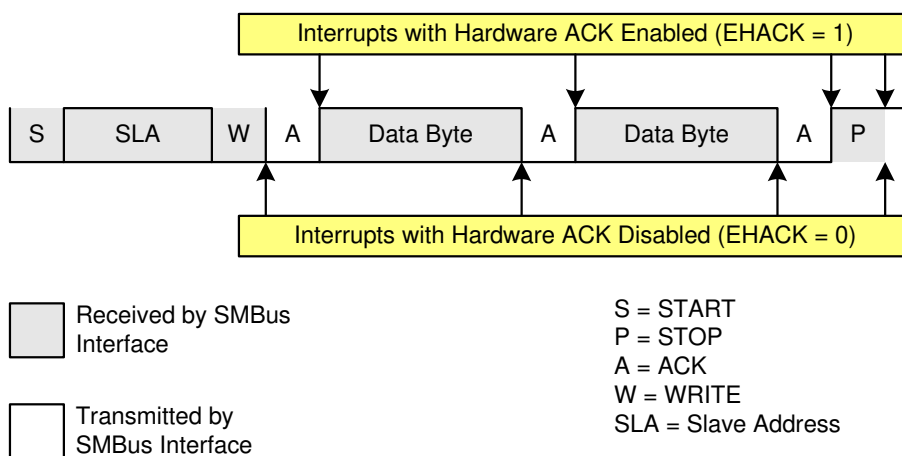 Interrupts with Hardware ACK Enabled (EHACK = 1)
S SLA W A Data Byte A Data Byte A P
Interrupts with Hardware ACK Disabled (EHACK = 0)
Received by SMBus
Interface
Transmitted by
SMBus Interface
S = START
P = STOP
A = ACK
W = WRITE
SLA = Slave Address